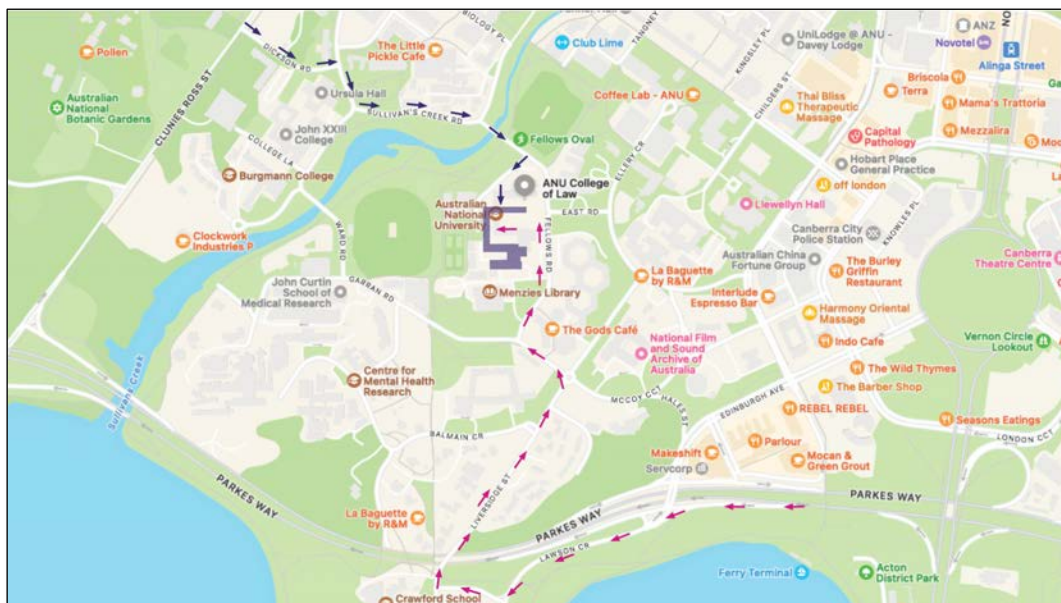 BIOLOGY PL
TANGNEY
KINGSLEY PL
Club Lime
UniLodge @ ANU -
Davey Lodge
ANZ
Novotel
Alinga Street
Pollen
DICKSON RD
The Little
Pickle Cafe
Ursula Hall
CLUNIES ROSS ST
Australian
National
Botanic Gardens
SULLIVAN'S CREEK RD
Coffee Lab - ANU
CHILDERS ST
Thai Bliss
Therapeutic
Massage
Briscola
Terra
Mama's Trattoria
Mezzalira
Capital
Pathology
John XXIII
College
COLLEGE LA
Fellows Oval
ELLERY CR
Hobart Place
General Practice
off london
Burgmann College
ANU College
of Law
Llewellyn Hall
Australian
National
University
EAST RD
FELLOWS RD
KNOWLES PL
Canberra City
Police Station
Clockwork
Industries P
WARD RD
Canberra
Theatre Centre
Australian China
Fortune Group
The Burley
Griffin
Restaurant
John Curtin
School of
Medical Research
GARRAN RD
La Baguette
by R&M
Menzies Library
Interlude
Espresso Bar
Harmony Oriental
Massage
The Gods Café
Indo Cafe
Vernon Circle
Lookout
National Film
and Sound
Archive of
Australia
Centre for
Mental Health
Research
The Wild Thymes
The Barber Shop
MCCOY CCT
HALES ST
EDINBURGH AVE
Sullivans Creek
REBEL REBEL
Seasons Eatings
LONDON CCT
BALMAIN CR
Makeshift
Parlour
Servcorp
Mocan &
Green Grout
PARKES WAY
LIVERSIDGE ST
PARKES WAY
La Baguette
by R&M
PARKES WAY
LAWSON CR
Ferry Terminal
Acton
District Park
Crawford School